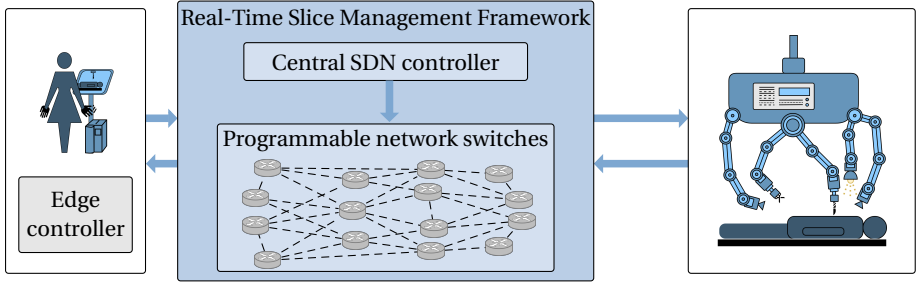 Real-Time Slice Management Framework
Central SDN controller
Programmable network switches
Edge
controller